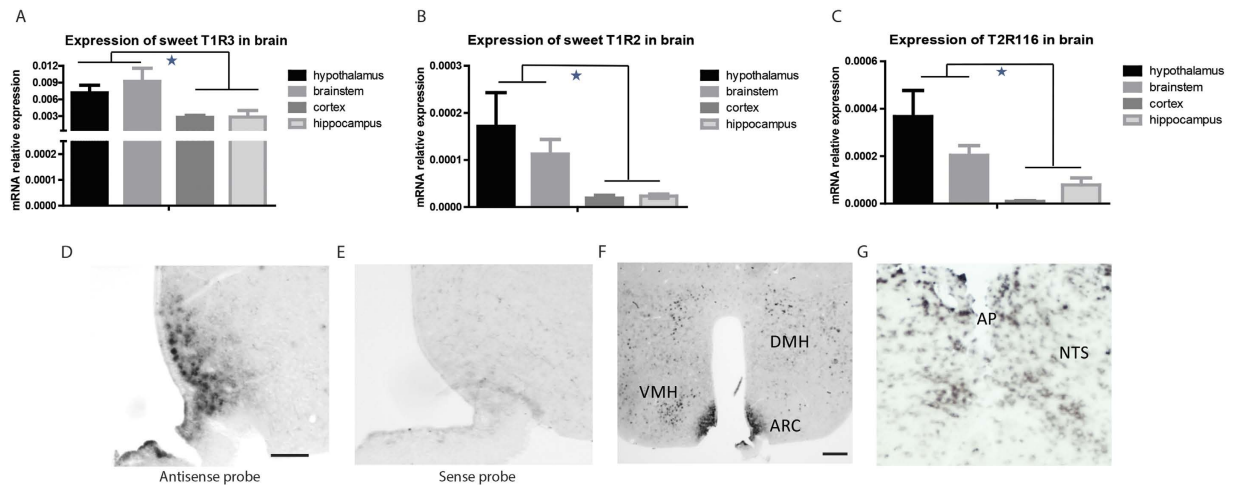 A
Expression of sweet T1R3 in brain
mRNA relative expression
0.012
0.009
0.006
0.003
0.0002
0.0001
0.0000
hypothalamus
brainstem
cortex
hippocampus
B
Expression of sweet T1R2 in brain
mRNA relative expression
0.0003
0.0002
0.0001
0.0000
hypothalamus
brainstem
cortex
hippocampus
C
Expression of T2R116 in brain
mRNA relative expression
0.0006
0.0004
0.0002
0.0000
hypothalamus
brainstem
cortex
hippocampus
D
Antisense probe
E
Sense probe
F
DMH
VMH
ARC
G
AP
NTS